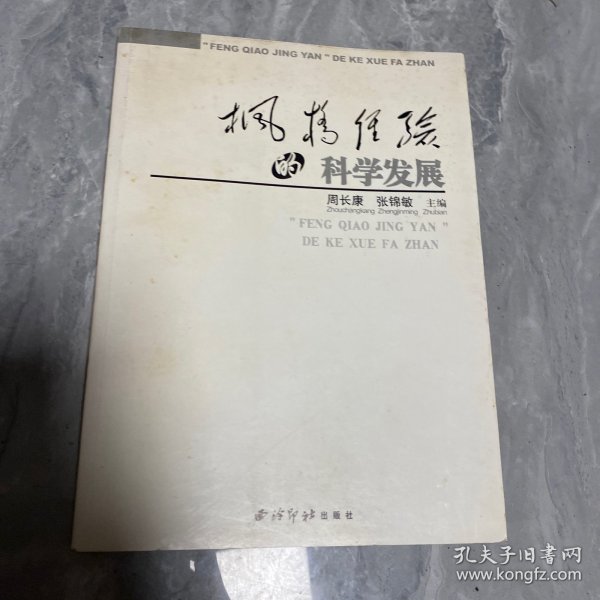 "FENG QIAO JING YAN" DE KE XUE FA ZHAN
枫桥经验
的 科学发展
周长康 张锦敏 主编
Zhouchangkang Zhengjinming Zhubian
"FENG QIAO JING YAN"
DE KE XUE FA ZHAN
西泠印社出版社
孔夫子旧书网
www.kongfz.com